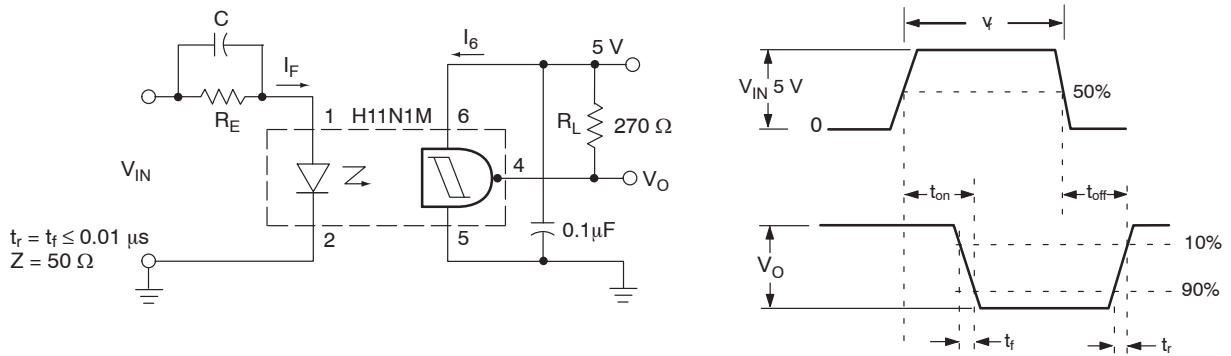 C
I_F
R_E
V_IN
t_r = t_f ≤ 0.01 μs
Z = 50 Ω
1 H11N1M 6
I_6
5 V
R_L
270 Ω
4
V_O
2
5
0.1μF
V_IN 5 V
0
50%
t_on
t_off
V_O
10%
90%
t_f
t_r